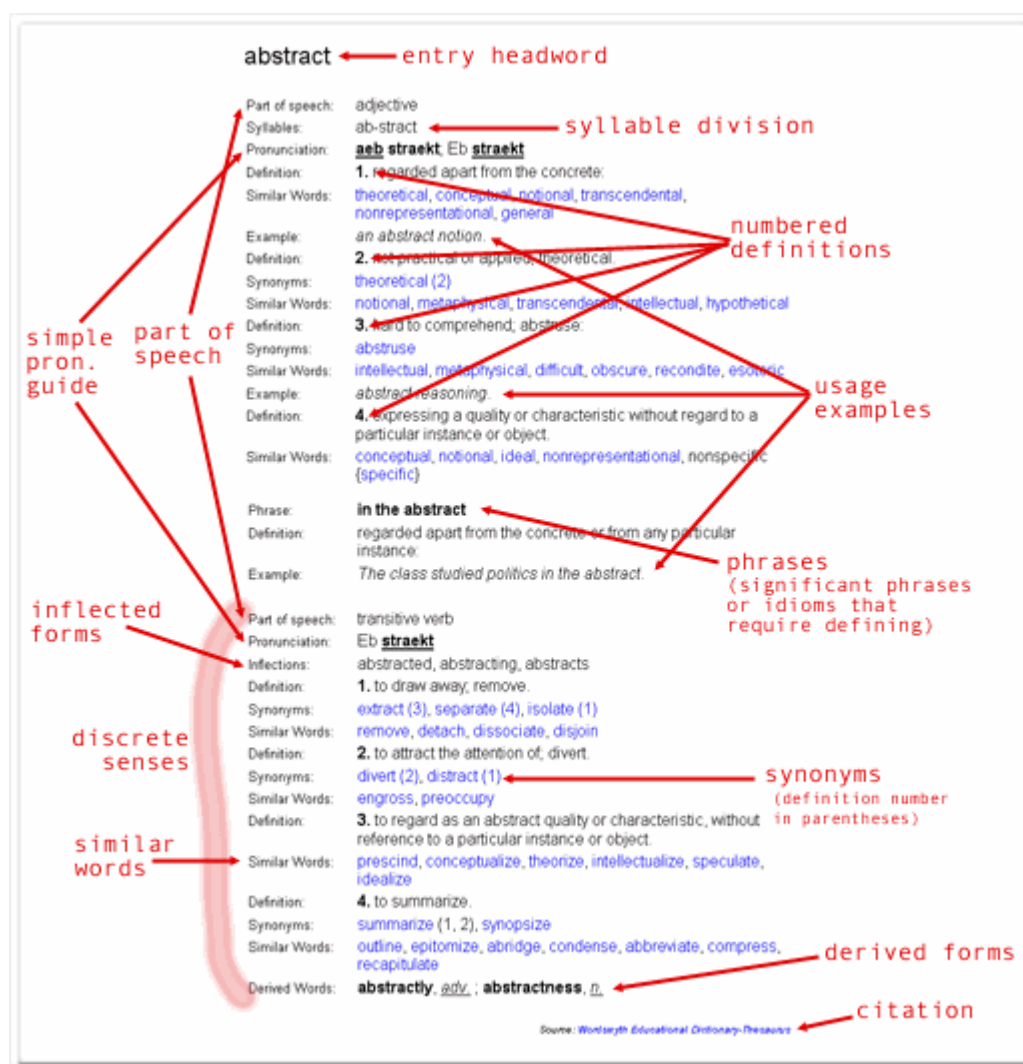 abstract
entry headword
Part of speech: adjective
Syllables: ab-stract
syllable division
Pronunciation: aeb straekt, Eb straekt
Definition: 1. regarded apart from the concrete:
Similar Words: theoretical, conceptual, notional, transcendental,
nonrepresentational, general
numbered
definitions
Example: an abstract notion.
Definition: 2. not practical or applied; theoretical.
Synonyms: theoretical (2)
Similar Words: notional, metaphysical, transcendental, intellectual, hypothetical
Definition: 3. hard to comprehend; abstruse:
simple
pron.
guide
part of
speech
Synonyms: abstruse
Similar Words: intellectual, metaphysical, difficult, obscure, recondite, esoteric
Example: abstract reasoning.
usage
examples
Definition: 4. expressing a quality or characteristic without regard to a
particular instance or object.
Similar Words: conceptual, notional, ideal, nonrepresentational, nonspecific
{specific}
Phrase: in the abstract
Definition: regarded apart from the concrete or from any particular
instance:
Example: The class studied politics in the abstract.
phrases
(significant phrases
or idioms that
require defining)
inflected
forms
Part of speech: transitive verb
Pronunciation: Eb straekt
Inflections: abstracted, abstracting, abstracts
Definition: 1. to draw away; remove.
Synonyms: extract (3), separate (4), isolate (1)
Similar Words: remove, detach, dissociate, disjoin
discrete
senses
Definition: 2. to attract the attention of; divert.
Synonyms: divert (2), distract (1)
synonyms
(definition number
in parentheses)
Similar Words: engross, preoccupy
Definition: 3. to regard as an abstract quality or characteristic, without
reference to a particular instance or object.
similar
words
Similar Words: prescind, conceptualize, theorize, intellectualize, speculate,
idealize
Definition: 4. to summarize.
Synonyms: summarize (1, 2), synopsize
Similar Words: outline, epitomize, abridge, condense, abbreviate, compress,
recapitulate
derived forms
Derived Words: abstractly, adv. ; abstractness, n.
citation
Source: Wordsmyth Educational Dictionary-Thesaurus